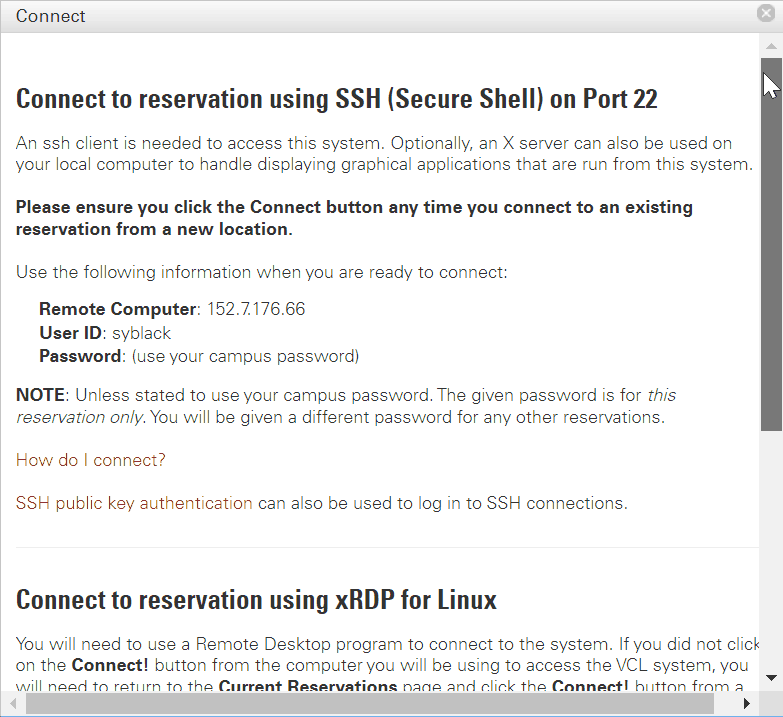 Connect
Connect to reservation using SSH (Secure Shell) on Port 22
An ssh client is needed to access this system. Optionally, an X server can also be used on
your local computer to handle displaying graphical applications that are run from this system.
Please ensure you click the Connect button any time you connect to an existing
reservation from a new location.
Use the following information when you are ready to connect:
Remote Computer: 152.7.176.66
User ID: syblack
Password: (use your campus password)
NOTE: Unless stated to use your campus password. The given password is for this
reservation only. You will be given a different password for any other reservations.
How do I connect?
SSH public key authentication can also be used to log in to SSH connections.
Connect to reservation using xRDP for Linux
You will need to use a Remote Desktop program to connect to the system. If you did not click
on the Connect! button from the computer you will be using to access the VCL system, you
will need to return to the Current Reservations page and click the Connect! button from a